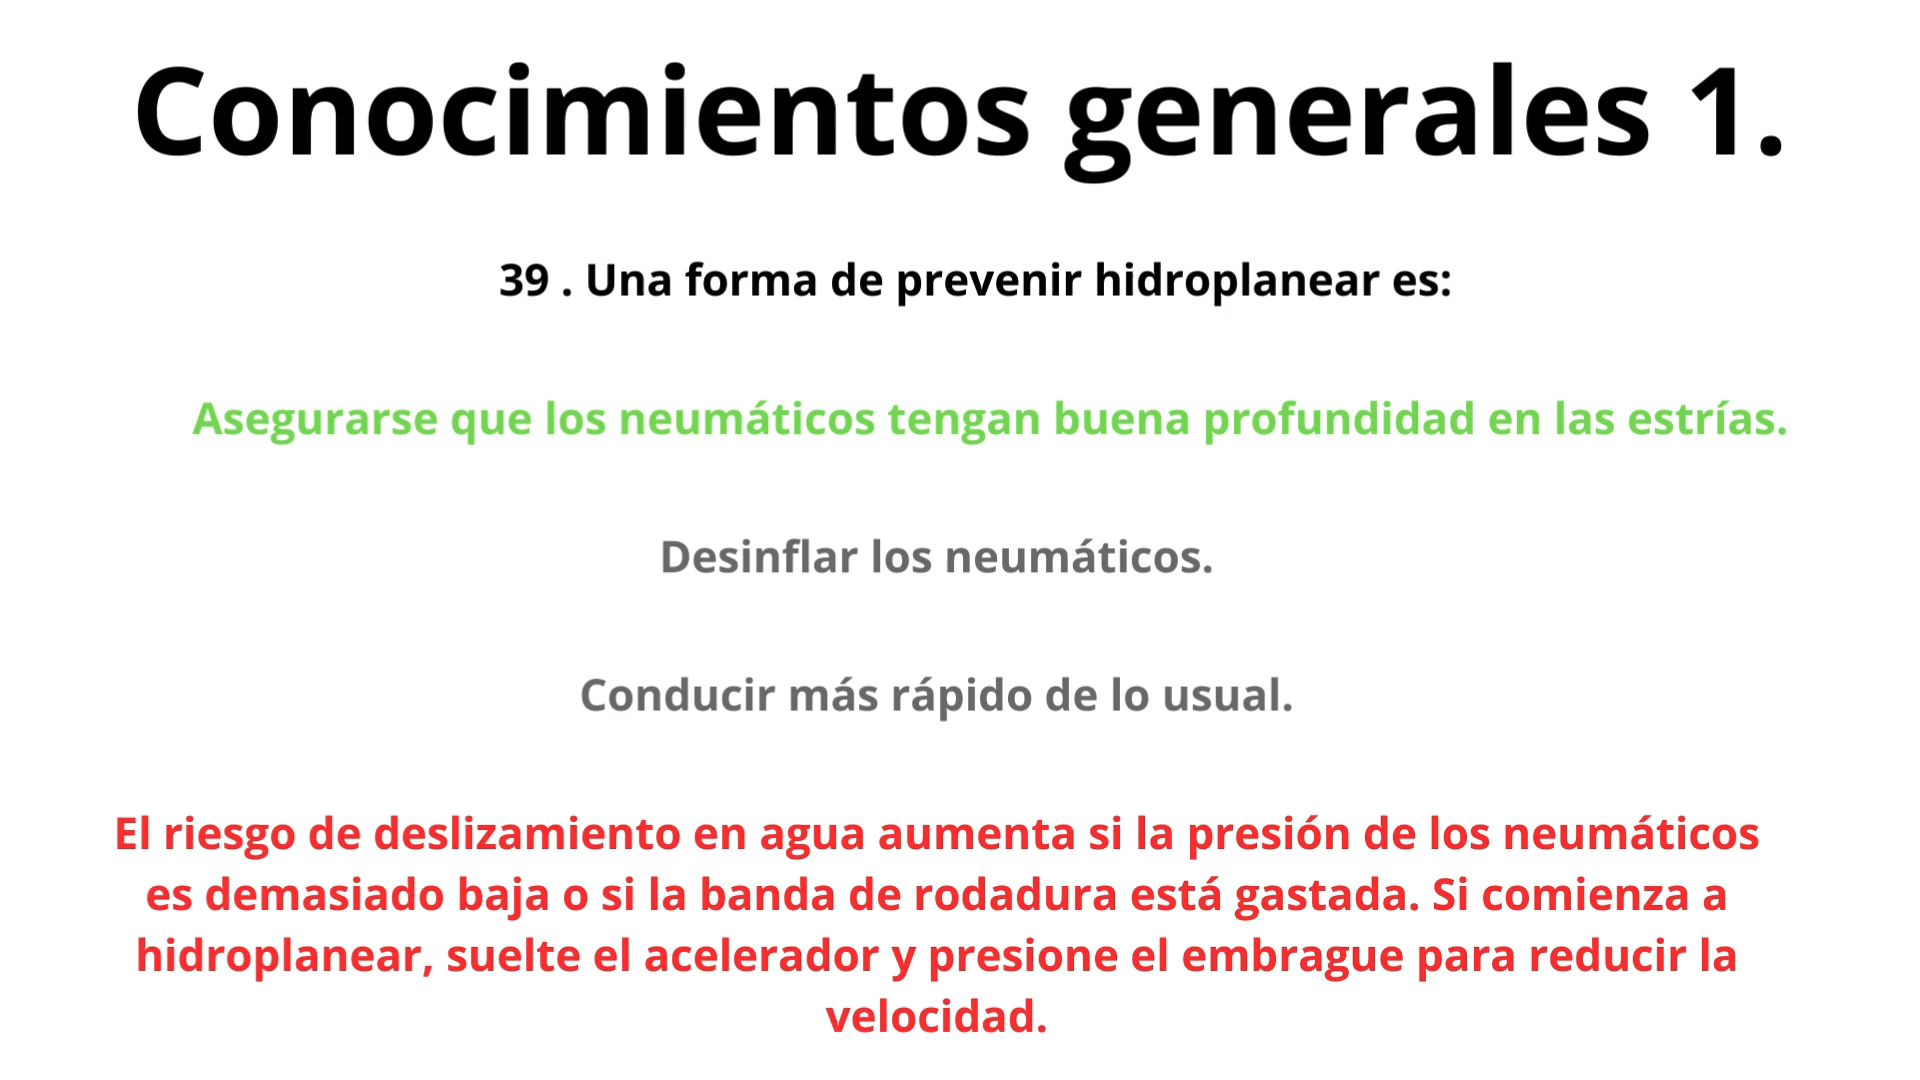 Conocimientos generales 1.
39 . Una forma de prevenir hidroplanear es:
Asegurarse que los neumáticos tengan buena profundidad en las estrías.
Desinflar los neumáticos.
Conducir más rápido de lo usual.
El riesgo de deslizamiento en agua aumenta si la presión de los neumáticos
es demasiado baja o si la banda de rodadura está gastada. Si comienza a
hidroplanear, suelte el acelerador y presione el embrague para reducir la
velocidad.